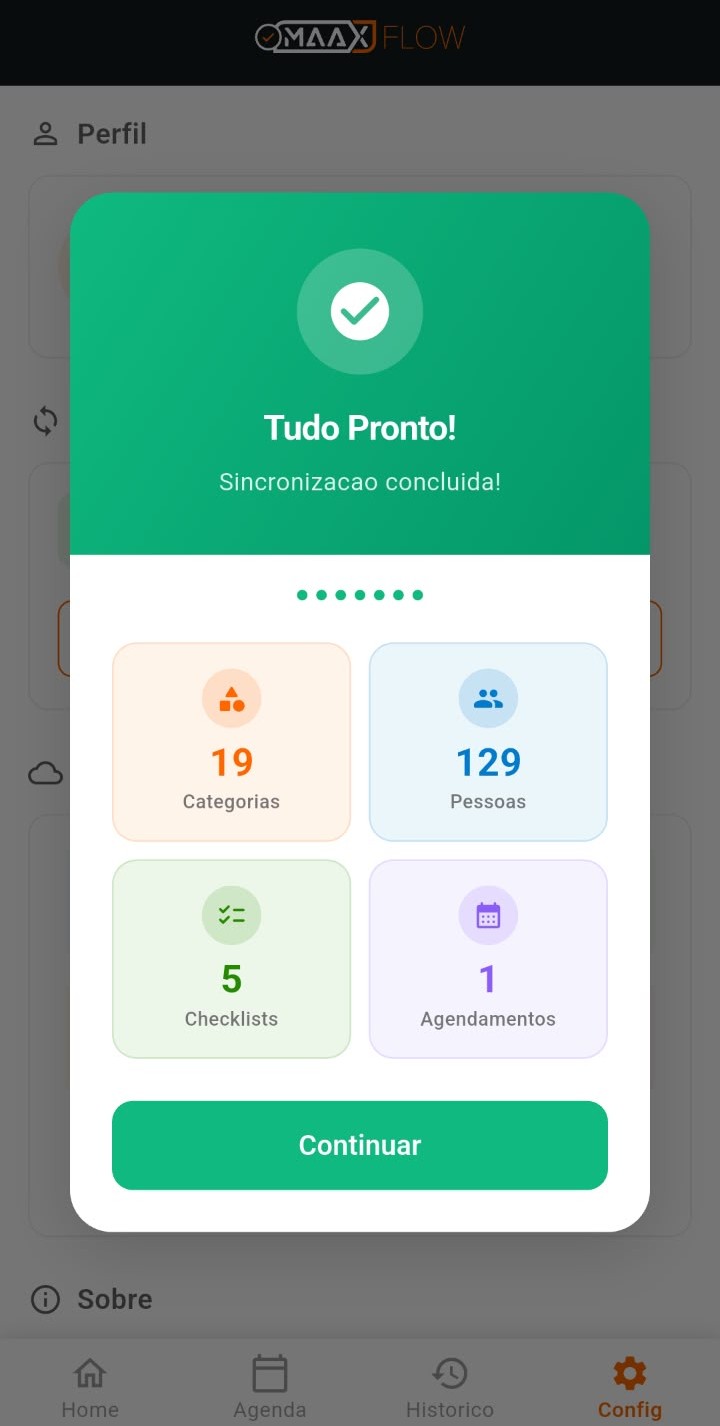 MAAX FLOW
Perfil
Tudo Pronto!
Sincronizacao concluida!
19
Categorias
129
Pessoas
5
Checklists
1
Agendamentos
Continuar
Sobre
Home
Agenda
Historico
Config